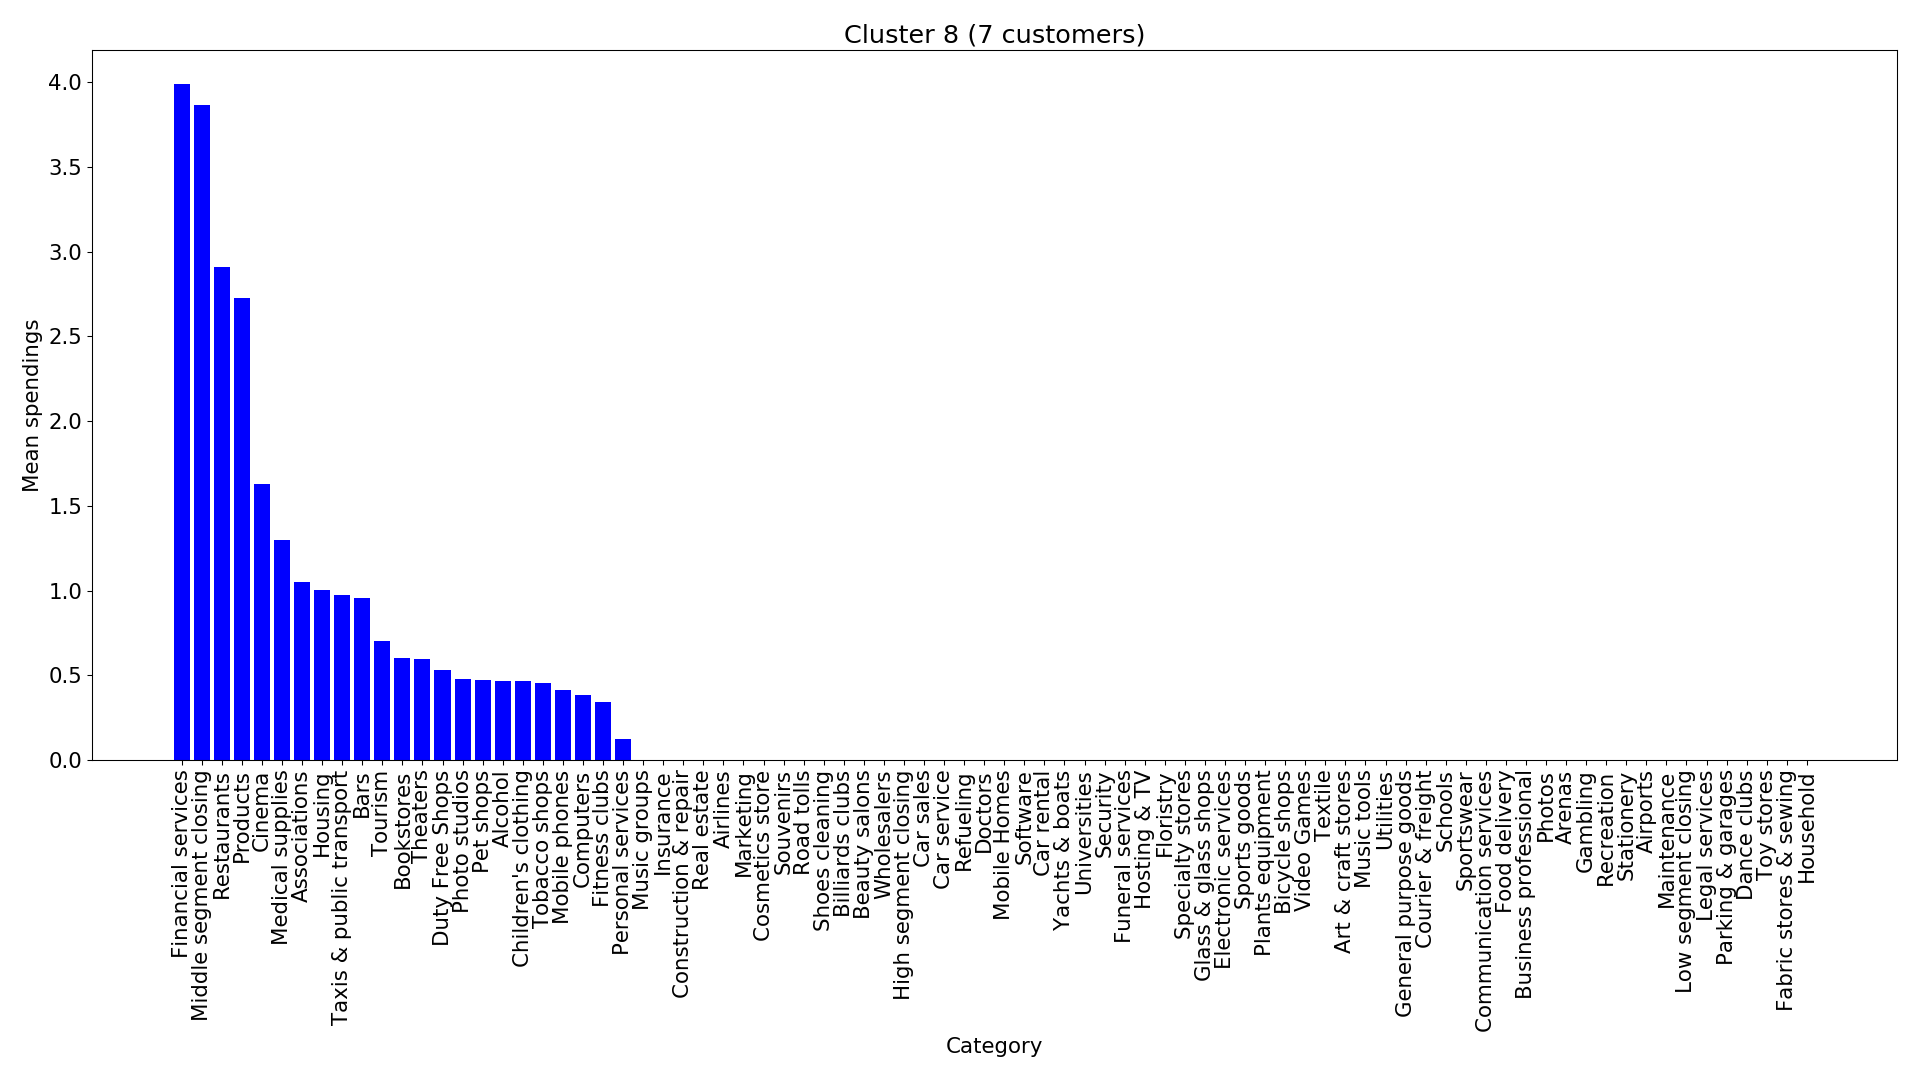 Cluster 8 (7 customers)
Mean spendings
4.0
3.5
3.0
2.5
2.0
1.5
1.0
0.5
0.0
Financial services
Middle segment closing
Restaurants
Products
Cinema
Medical supplies
Associations
Housing
Taxis & public transport
Bars
Tourism
Bookstores
Theaters
Duty Free Shops
Photo studios
Pet shops
Alcohol
Children's clothing
Tobacco shops
Mobile phones
Computers
Fitness clubs
Personal services
Music groups
Insurance
Construction & repair
Real estate
Airlines
Marketing
Cosmetics store
Souvenirs
Road tolls
Shoes cleaning
Billiards clubs
Beauty salons
Wholesalers
High segment closing
Car sales
Car service
Refueling
Doctors
Mobile Homes
Software
Car rental
Yachts & boats
Universities
Security
Funeral services
Hosting & TV
Floristry
Specialty stores
Glass & glass shops
Electronic services
Sports goods
Plants equipment
Bicycle shops
Video Games
Textile
Art & craft stores
Music tools
Utilities
General purpose goods
Courier & freight
Schools
Sportswear
Communication services
Food delivery
Business professional
Photos
Arenas
Gambling
Recreation
Stationery
Airports
Maintenance
Low segment closing
Legal services
Parking & garages
Dance clubs
Toy stores
Fabric stores & sewing
Household
Category